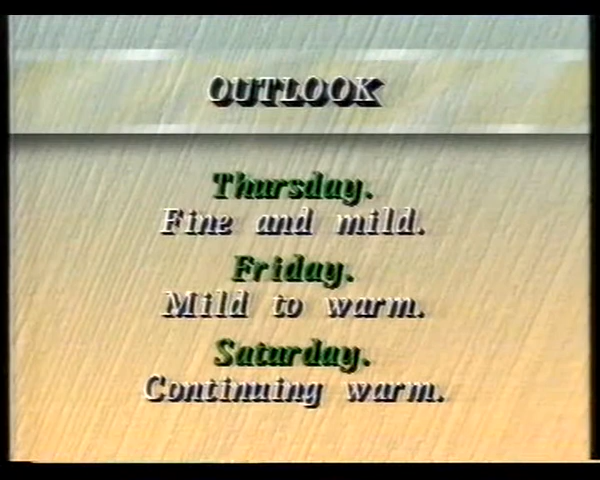 OUTLOOK
Thursday.
Fine and mild.
Friday.
Mild to warm.
Saturday.
Continuing warm.